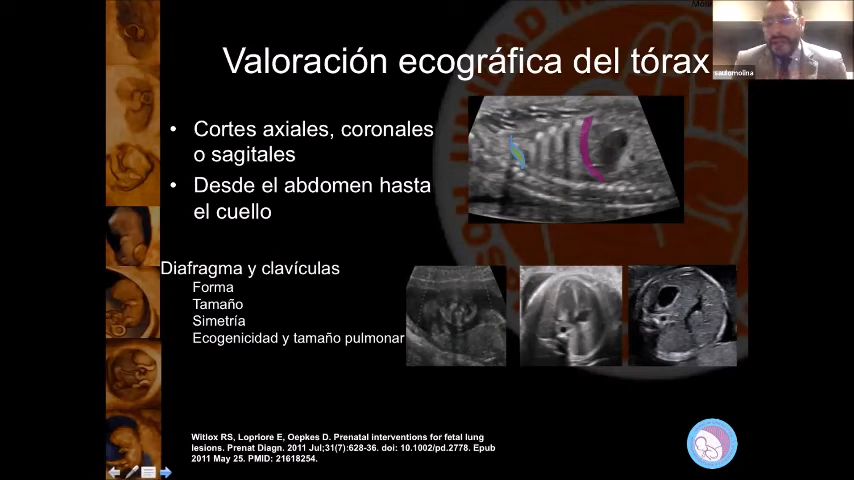 Valoración ecográfica del tórax
saulomolina
• Cortes axiales, coronales
o sagitales
• Desde el abdomen hasta
el cuello
Diafragma y clavículas
Forma
Tamaño
Simetría
Ecogenicidad y tamaño pulmonar
Witlox RS, Lopriore E, Oepkes D. Prenatal interventions for fetal lung
lesions. Prenat Diagn. 2011 Jul;31(7):628-36. doi: 10.1002/pd.2778. Epub
2011 May 25. PMID: 21618254.